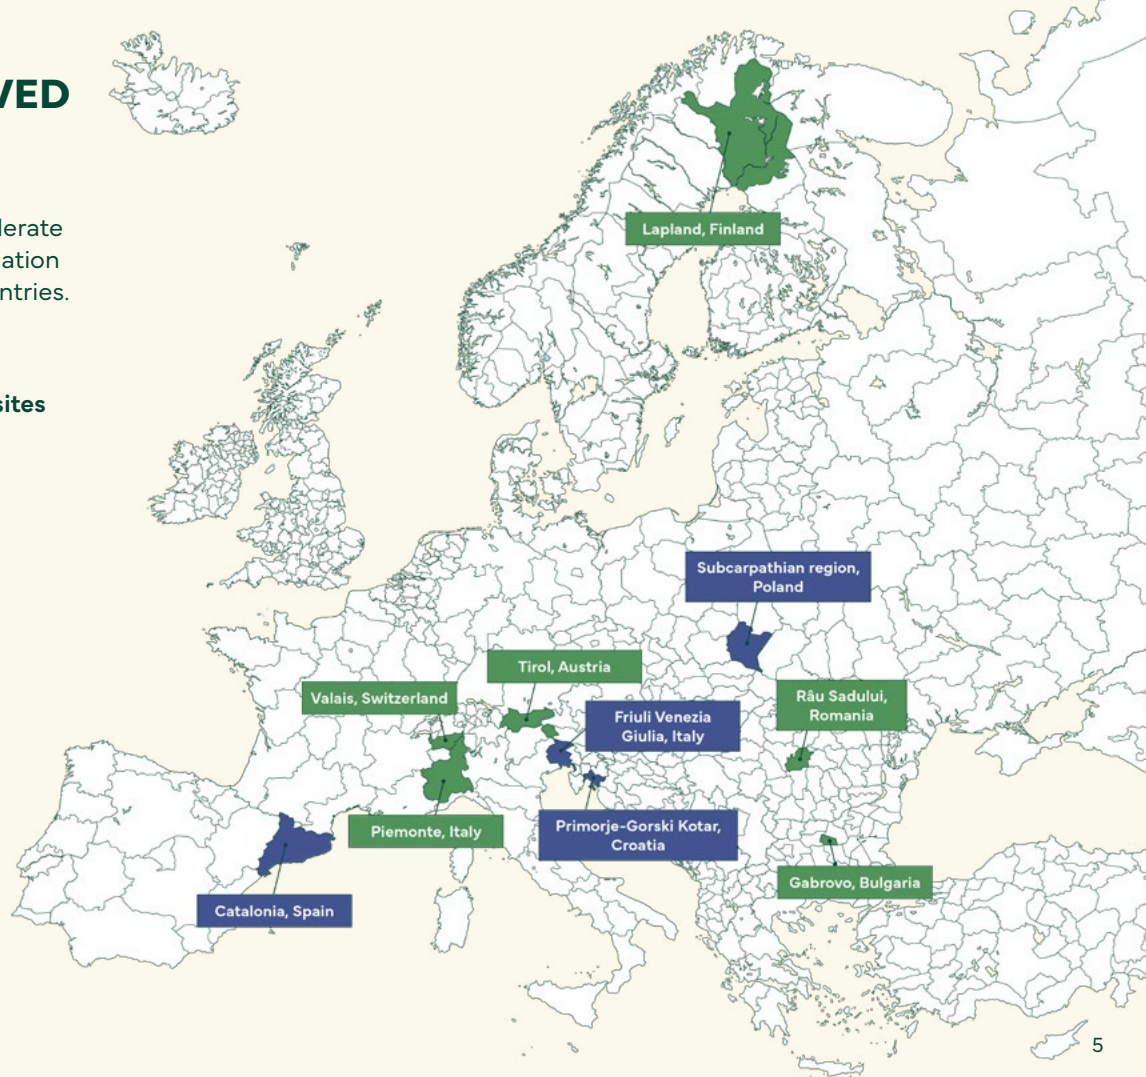 VED
lerate
ation
ntries.
sites
Lapland, Finland
Subcarpathian region,
Poland
Tirol, Austria
Valais, Switzerland
Râu Sadului,
Romania
Friuli Venezia
Giulia, Italy
Piemonte, Italy
Primorje-Gorski Kotar,
Croatia
Gabrovo, Bulgaria
Catalonia, Spain
5